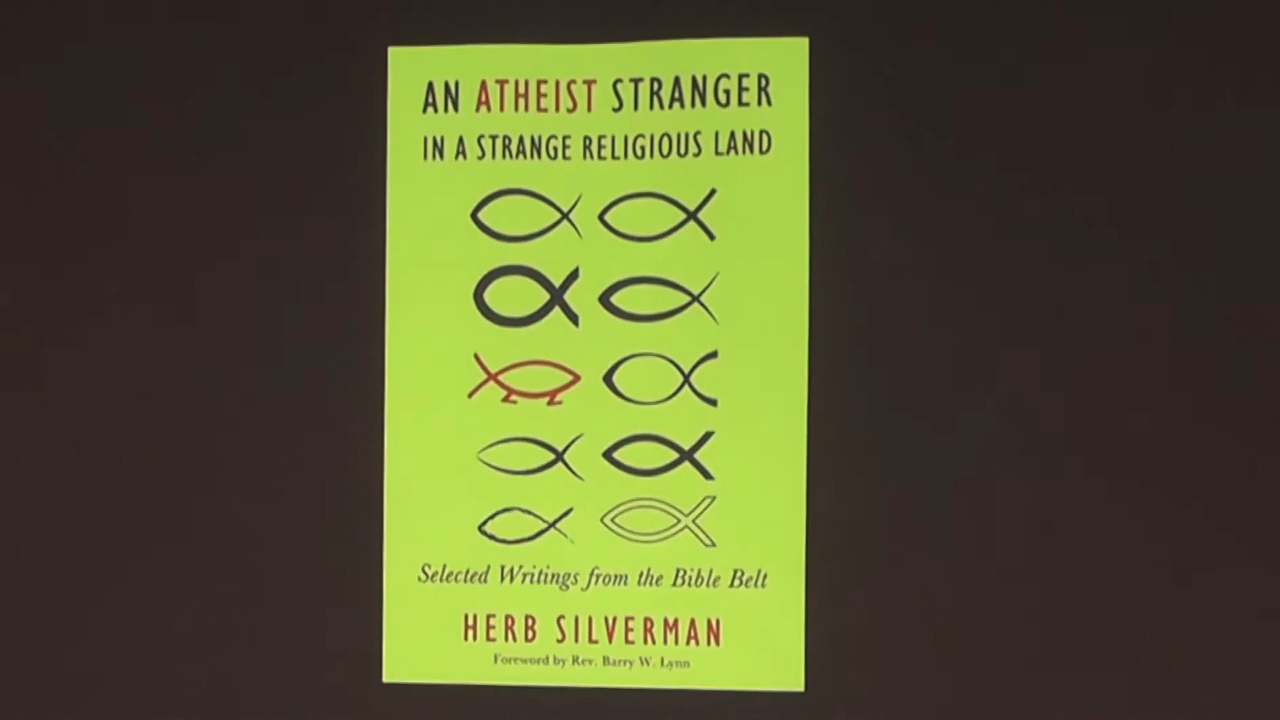 AN ATHEIST STRANGER
IN A STRANGE RELIGIOUS LAND
Selected Writings from the Bible Belt
HERB SILVERMAN
Foreword by Rev. Barry W. Lynn